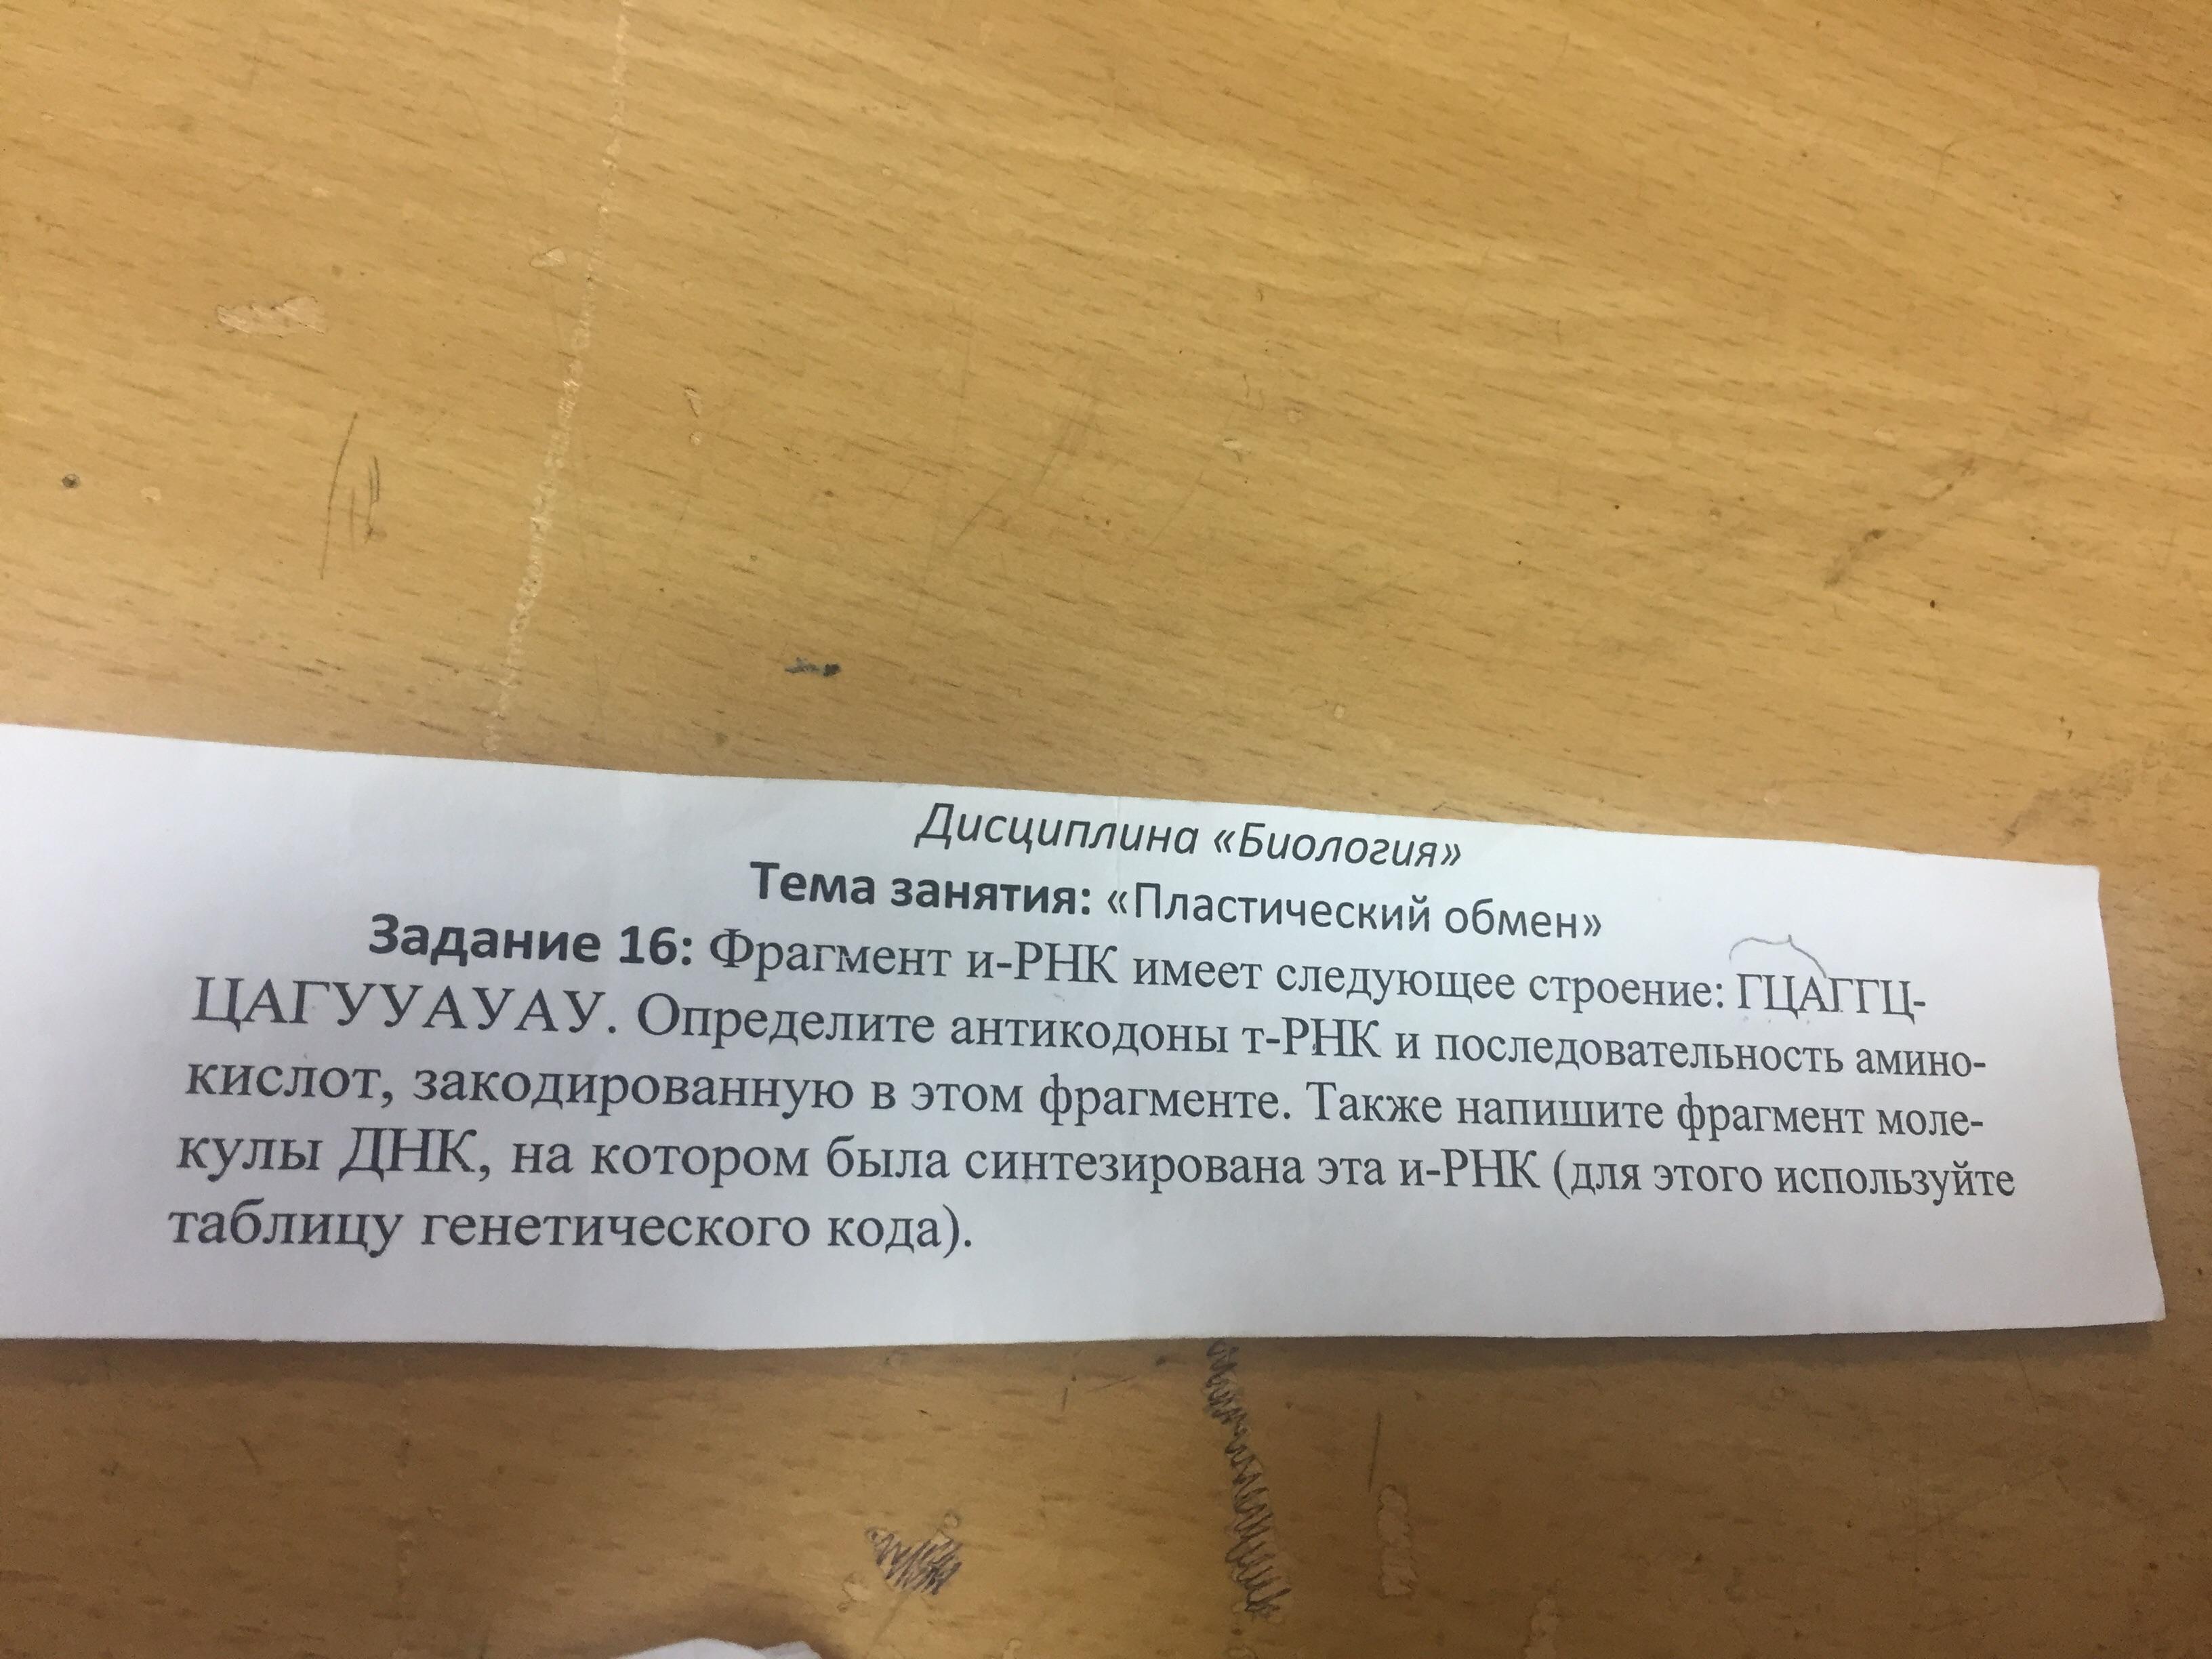 Дисциплина «Биология»
Тема занятия: «Пластический обмен»
Задание 16: Фрагмент и-РНК имеет следующее строение: ГЦАГГЦ-
ЦАГУУАУАУ. Определите антикодоны т-РНК и последовательность амино-
кислот, закодированную в этом фрагменте. Также напишите фрагмент моле-
кулы ДНК, на котором была синтезирована эта и-РНК (для этого используйте
таблицу генетического кода).